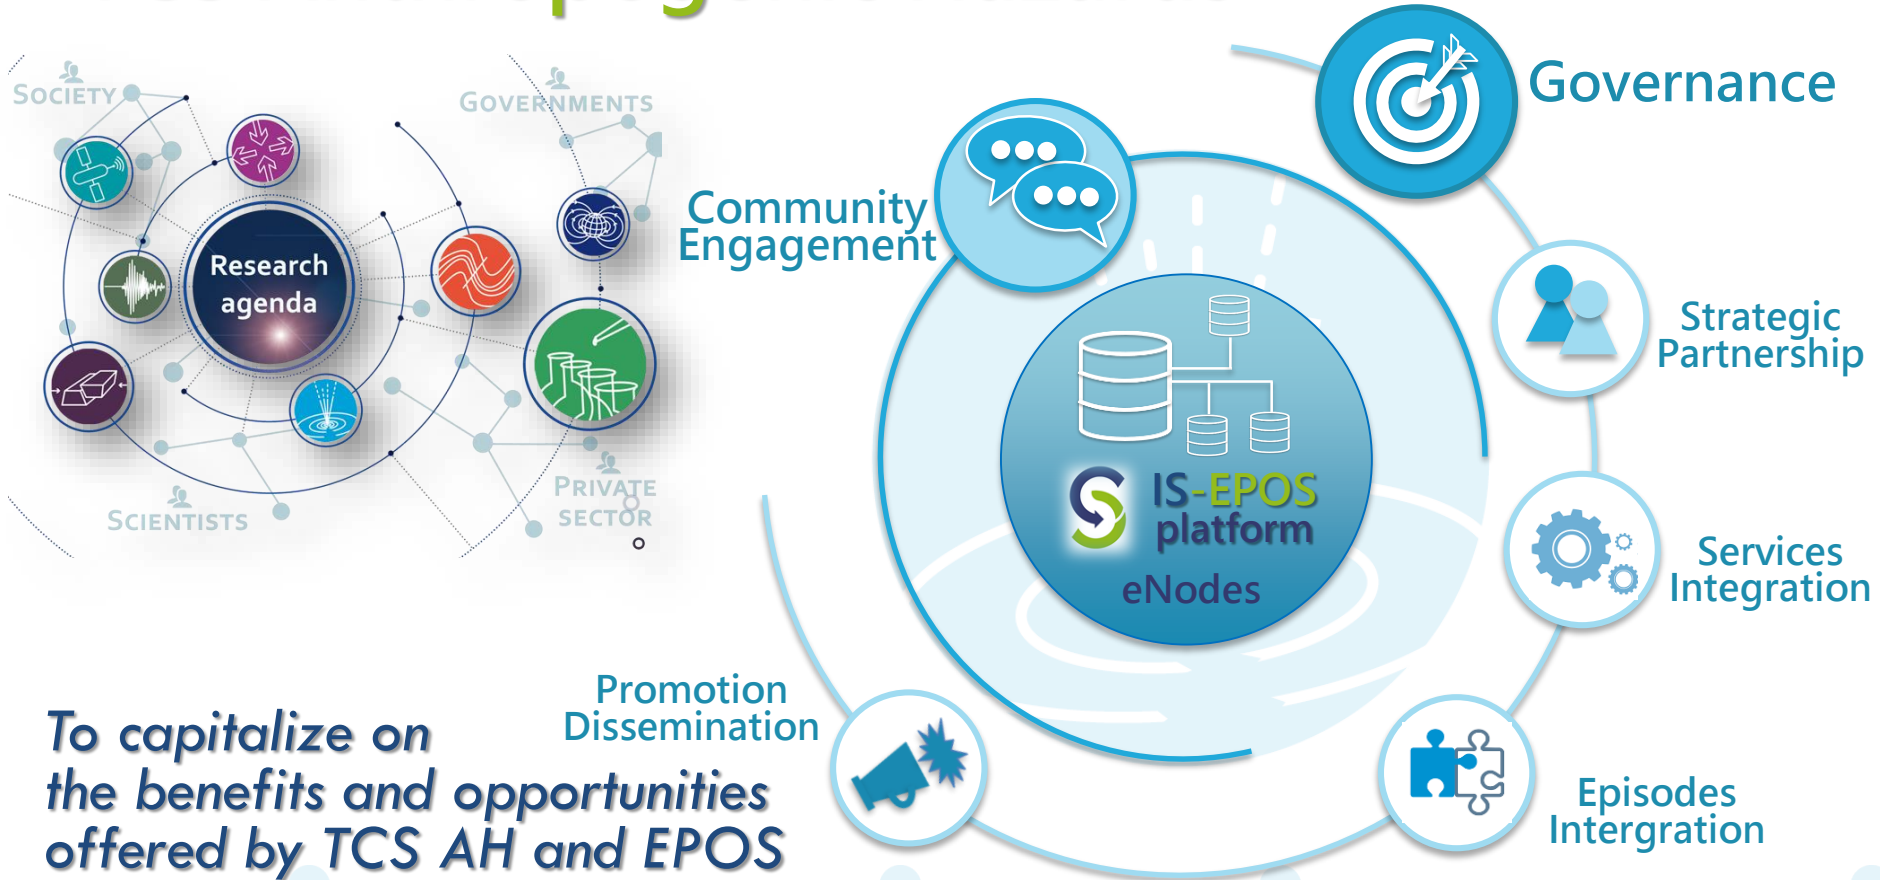 SOCIETY
GOVERNMENTS
Research
agenda
SCIENTISTS
PRIVATE
SECTOR
Governance
Community
Engagement
Strategic
Partnership
IS-EPOS
platform
eNodes
Services
Integration
Promotion
Dissemination
Episodes
Intergration
To capitalize on
the benefits and opportunities
offered by TCS AH and EPOS